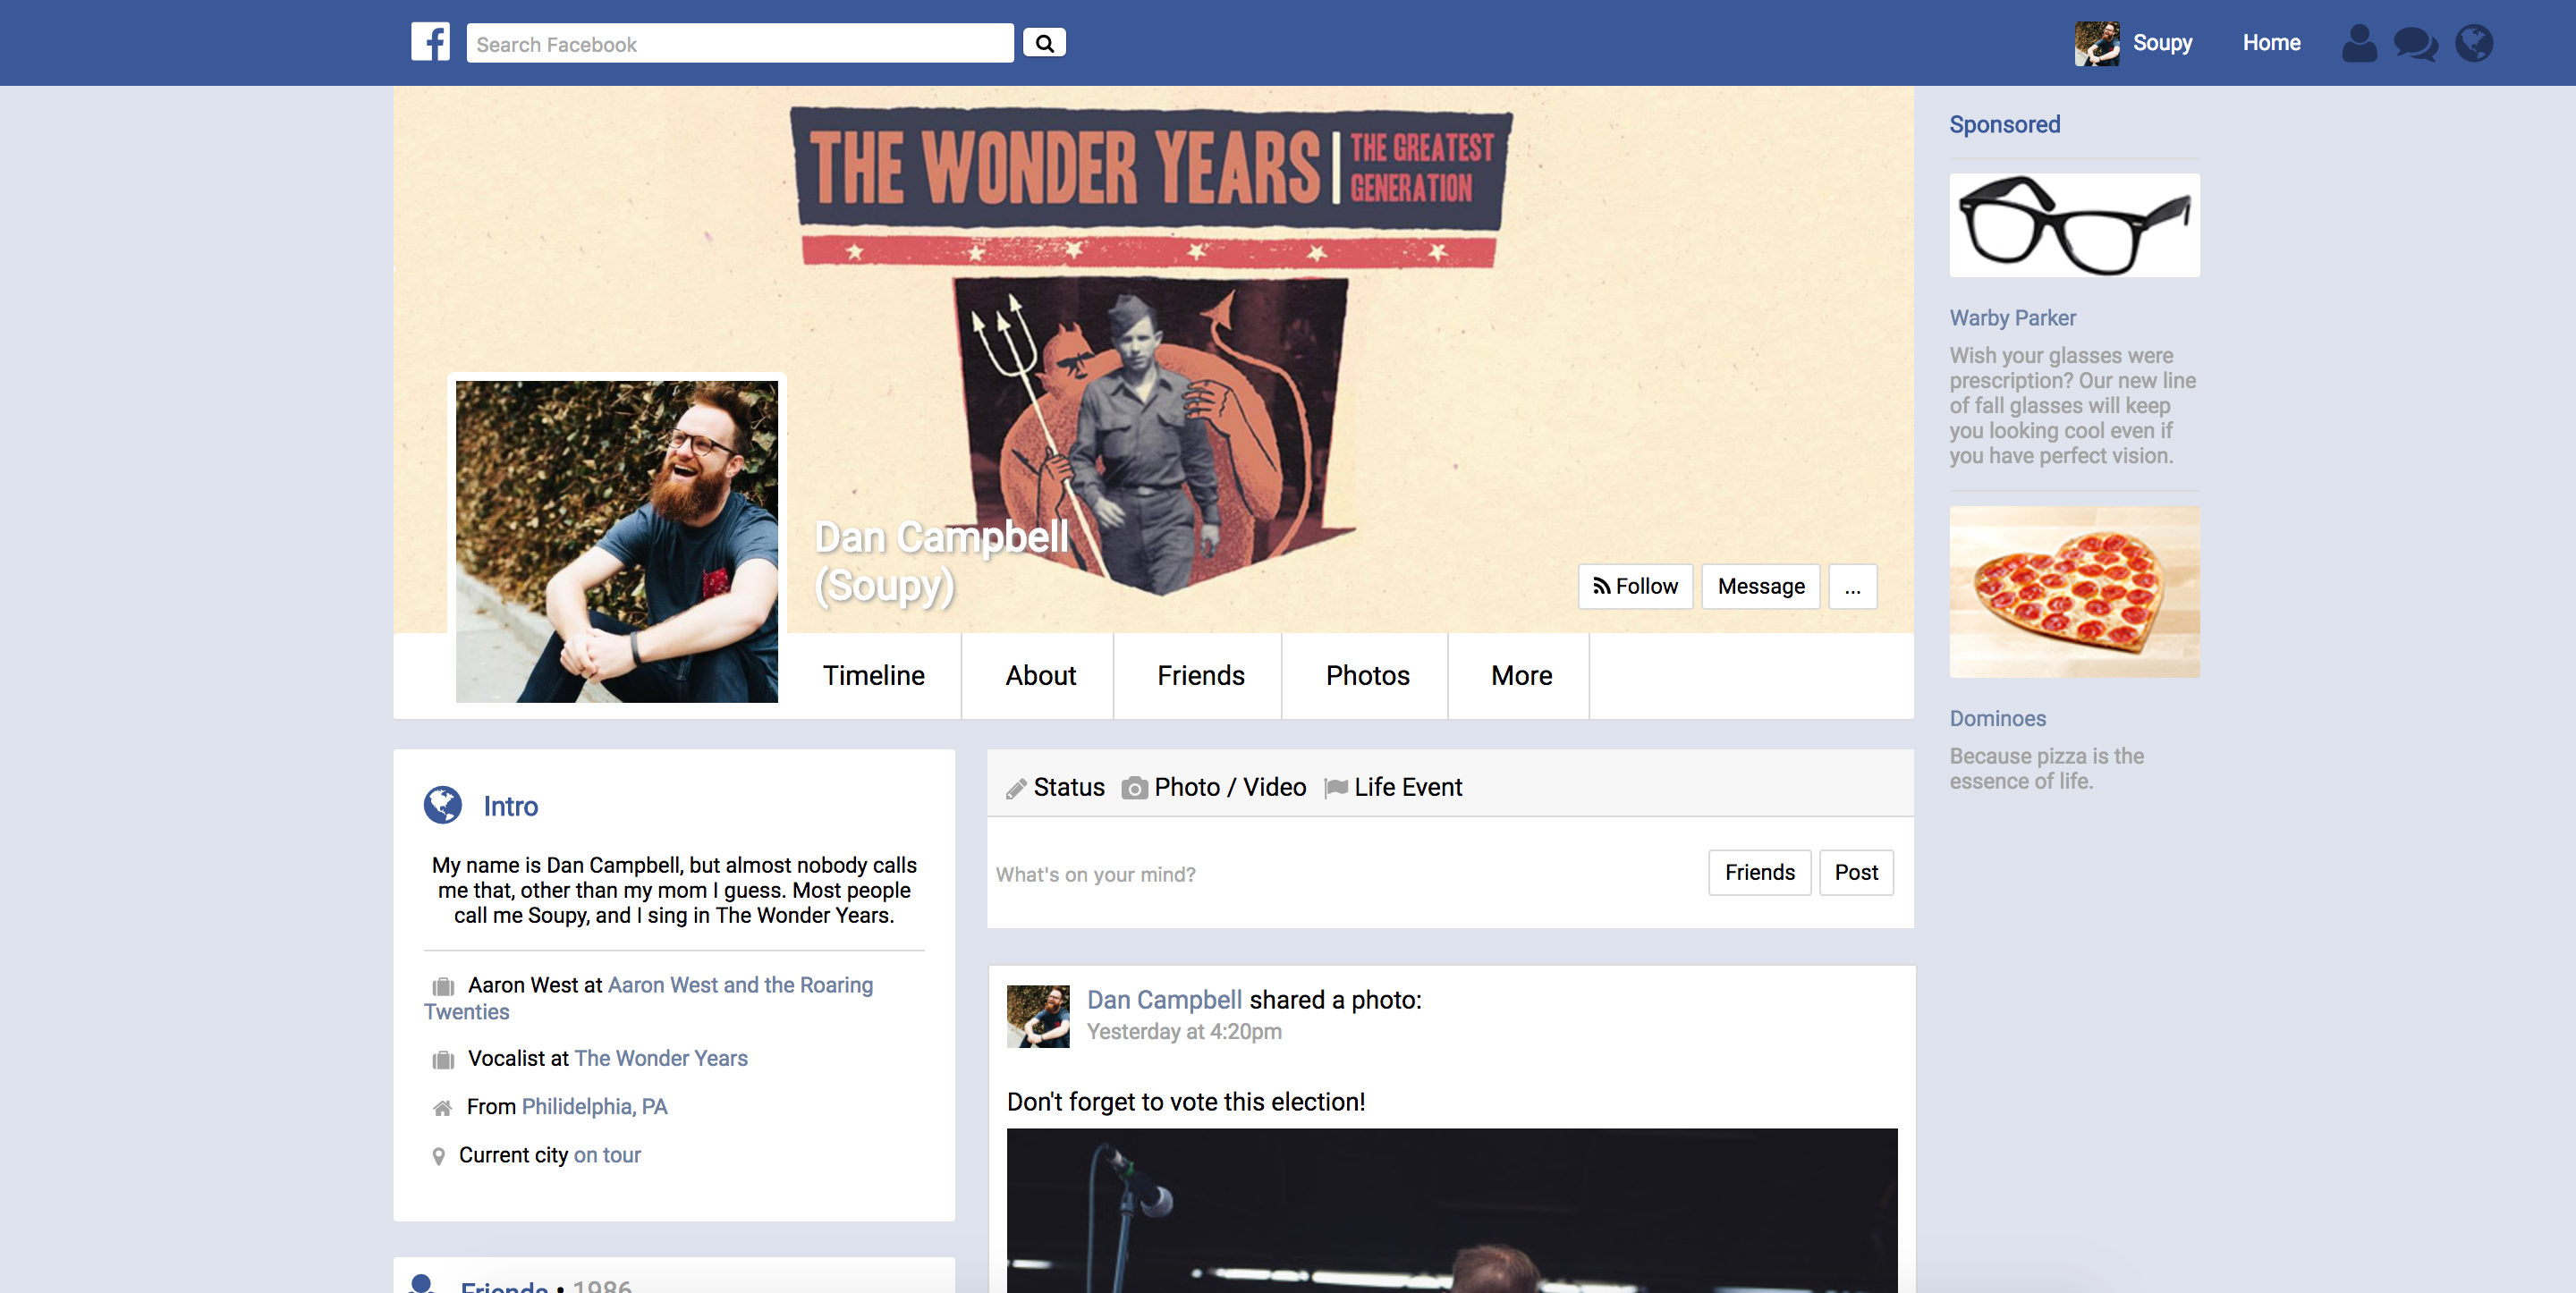 f
Search Facebook
Soupy
Home
THE WONDER YEARS
THE GREATEST
GENERATION
Dan Campbell
(Soupy)
Follow
Message
...
Timeline
About
Friends
Photos
More
Sponsored
Warby Parker
Wish your glasses were
prescription? Our new line
of fall glasses will keep
you looking cool even if
you have perfect vision.
Dominoes
Because pizza is the
essence of life.
Intro
My name is Dan Campbell, but almost nobody calls
me that, other than my mom I guess. Most people
call me Soupy, and I sing in The Wonder Years.
Aaron West at Aaron West and the Roaring
Twenties
Vocalist at The Wonder Years
From Philidelphia, PA
Current city on tour
Friends • 1986
Status
Photo / Video
Life Event
What's on your mind?
Friends
Post
Dan Campbell shared a photo:
Yesterday at 4:20pm
Don't forget to vote this election!